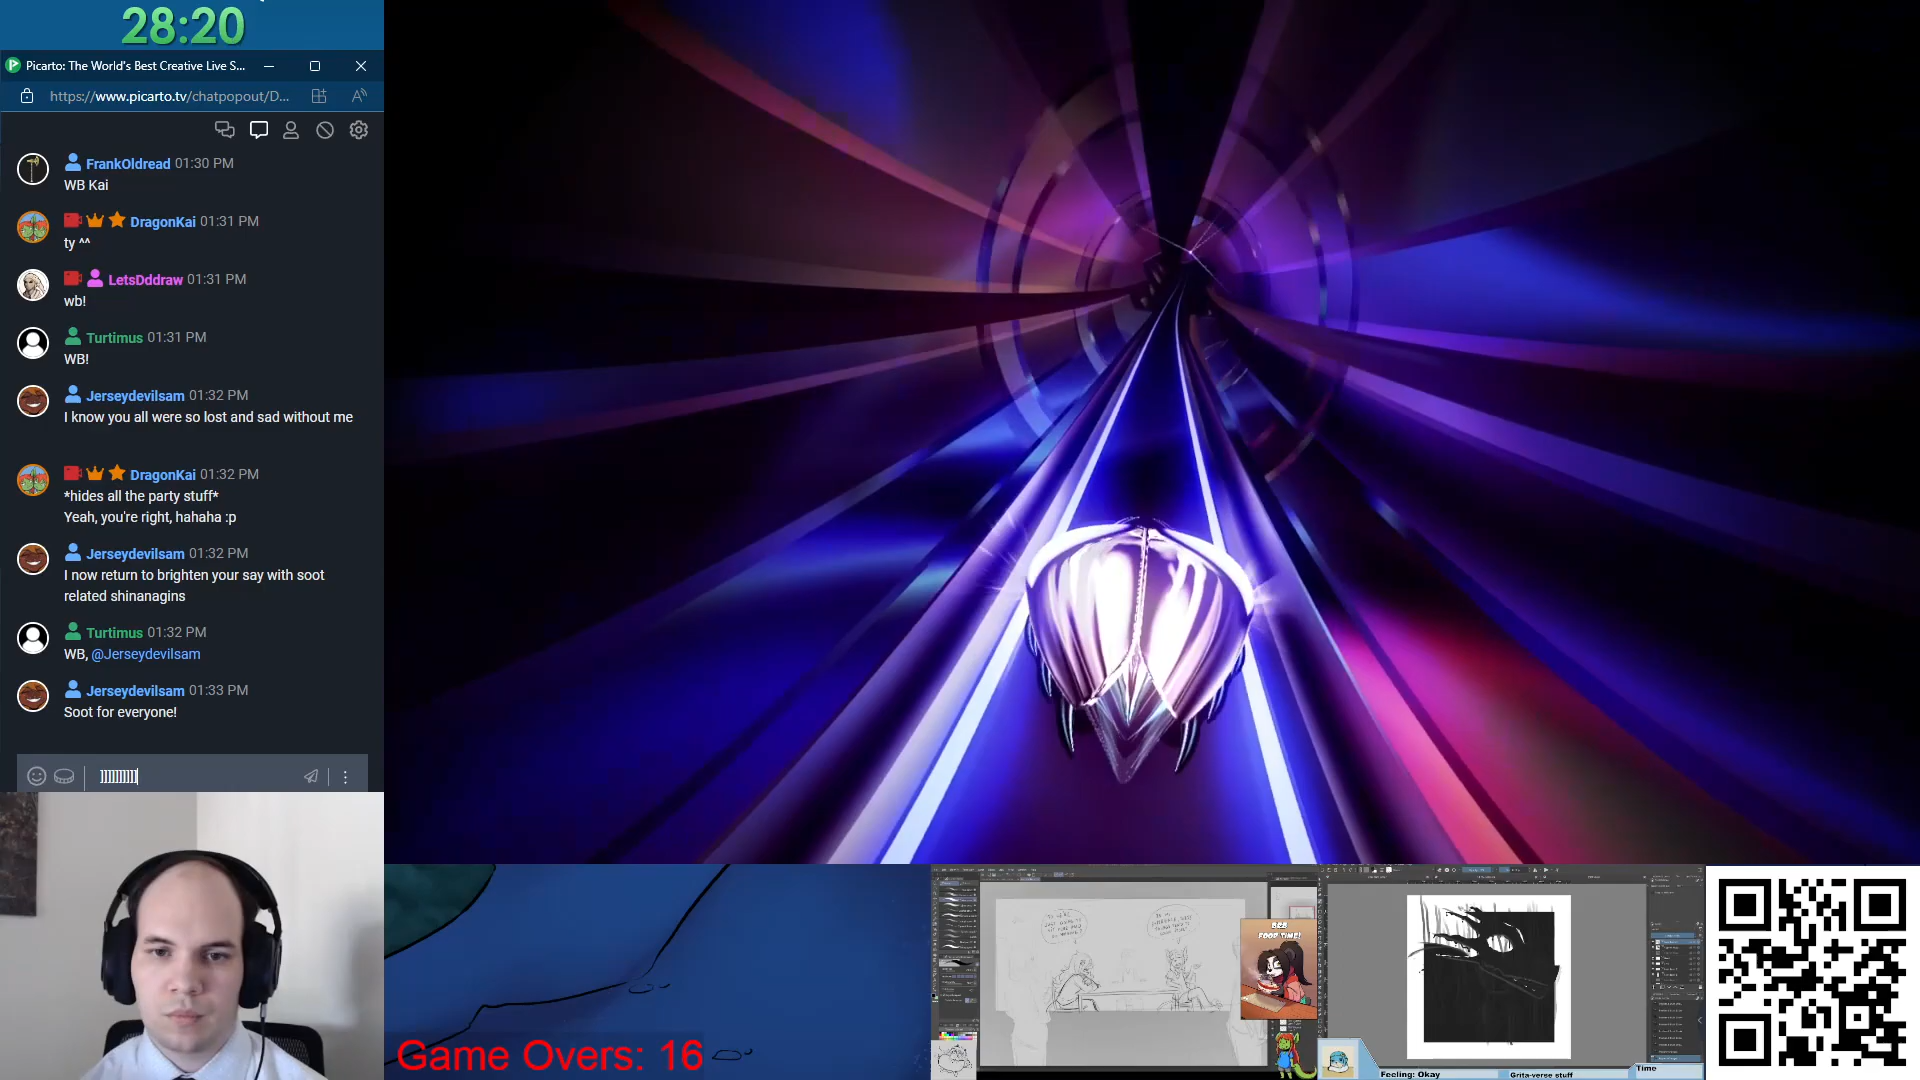 28:20
Picarto: The World's Best Creative Live S...
https://www.picarto.tv/chatpopout/D...
FrankOldread 01:30 PM
WB Kai
DragonKai 01:31 PM
ty ^^
LetsDddraw 01:31 PM
wb!
Turtimus 01:31 PM
WB!
Jerseydevilsam 01:32 PM
I know you all were so lost and sad without me
DragonKai 01:32 PM
*hides all the party stuff*
Yeah, you're right, hahaha :p
Jerseydevilsam 01:32 PM
I now return to brighten your say with soot
related shinanagins
Turtimus 01:32 PM
WB, @Jerseydevilsam
Jerseydevilsam 01:33 PM
Soot for everyone!
]]]]]]]]]]
Game Overs: 16
BRB
FOOD TIME!
Feeling: Okay
Grita-verse stuff
Time